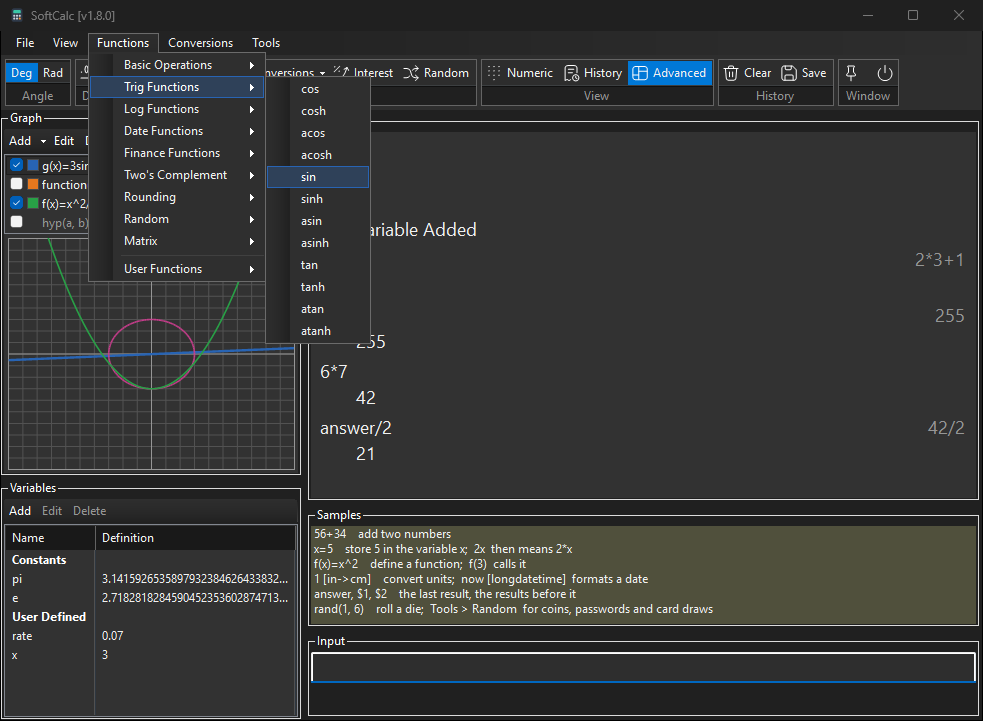 SoftCalc [v1.8.0]
File View Functions Conversions Tools
Deg Rad
Angle
Interest Random
Numeric History Advanced
View
Clear Save
History
Window
Basic Operations
Trig Functions
Log Functions
Date Functions
Finance Functions
Two's Complement
Rounding
Random
Matrix
User Functions
cos
cosh
acos
acosh
sin
sinh
asin
asinh
tan
tanh
atan
atanh
Graph
Add Edit
g(x)=3sin
function
f(x)=x^2/
hyp(a, b)
Added
2*3+1
255
255
6*7
42
answer/2
42/2
21
Variables
Add Edit Delete
Name Definition
Constants
pi 3.1415926535897932384626433832...
e 2.7182818284590452353602874713...
User Defined
rate 0.07
x 3
Samples
56+34 add two numbers
x=5 store 5 in the variable x; 2x then means 2*x
f(x)=x^2 define a function; f(3) calls it
1 [in->cm] convert units; now [longdatetime] formats a date
answer, $1, $2 the last result, the results before it
rand(1, 6) roll a die; Tools > Random for coins, passwords and card draws
Input